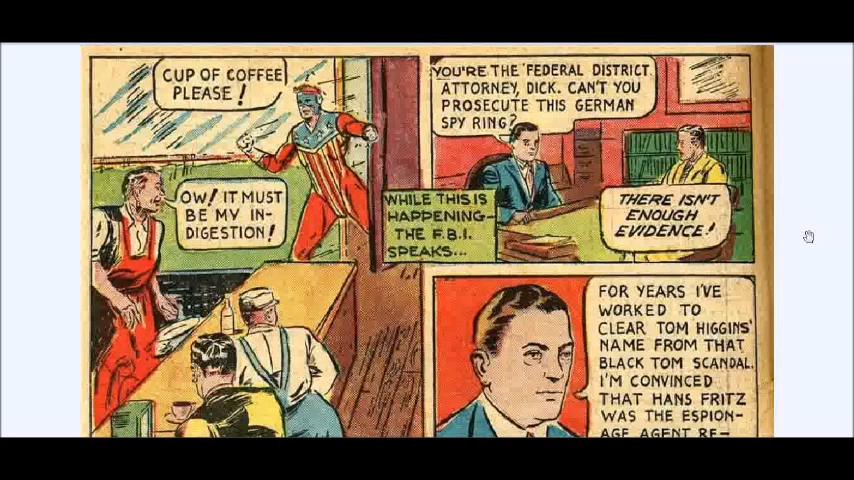 CUP OF COFFEE
PLEASE!
OW! IT MUST
BE MY IN-
DIGESTION!
YOU'RE THE FEDERAL DISTRICT
ATTORNEY, DICK. CAN'T YOU
PROSECUTE THIS GERMAN
SPY RING?
WHILE THIS IS
HAPPENING—
THE F.B.I.
SPEAKS...
THERE ISN'T
ENOUGH
EVIDENCE!
FOR YEARS I'VE
WORKED TO
CLEAR TOM HIGGINS'
NAME FROM THAT
BLACK TOM SCANDAL.
I'M CONVINCED
THAT HANS FRITZ
WAS THE ESPION-
AGE AGENT RE-